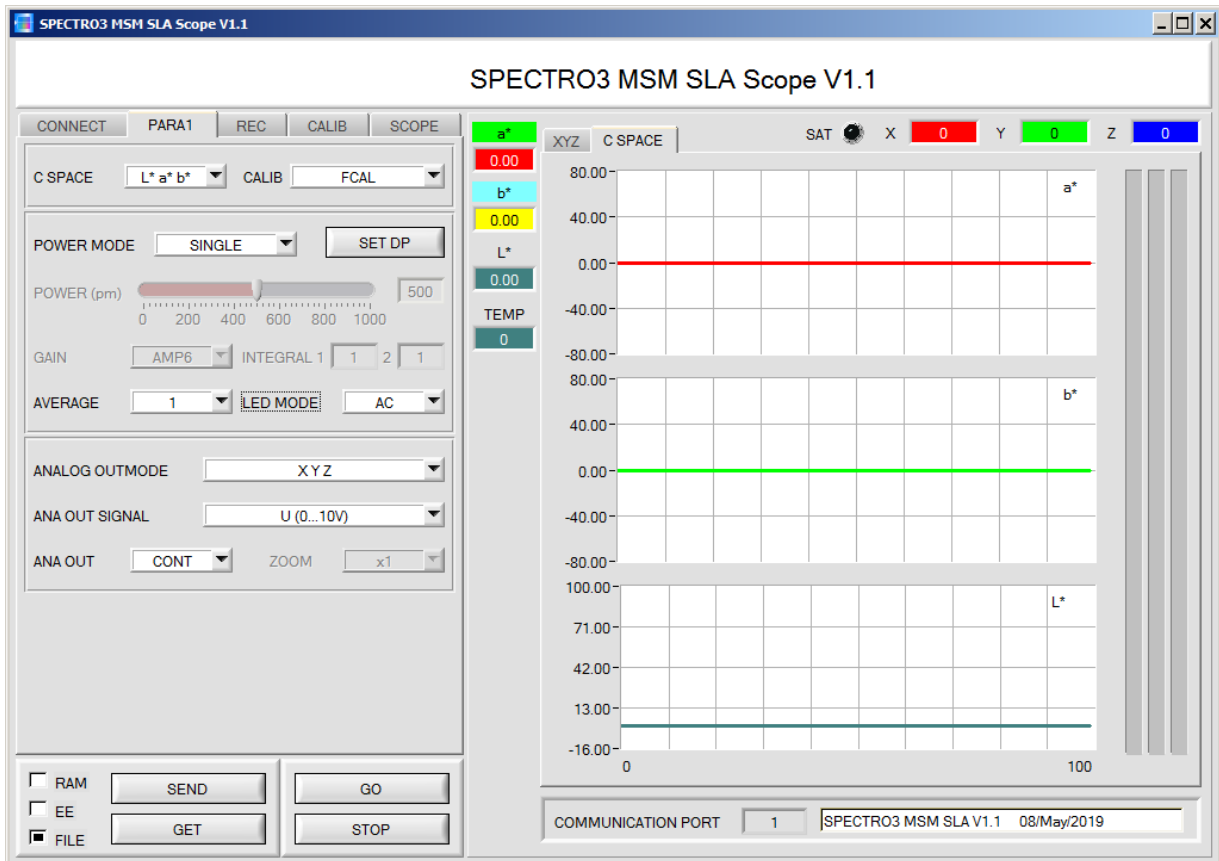 SPECTRO3 MSM SLA Scope V1.1
SPECTRO3 MSM SLA Scope V1.1
CONNECT PARA1 REC CALIB SCOPE
C SPACE L* a* b* CALIB FCAL
POWER MODE SINGLE SET DP
POWER (pm) 500
0 200 400 600 800 1000
GAIN AMP6 INTEGRAL 1 1 2 1
AVERAGE 1 LED MODE AC
ANALOG OUTMODE X Y Z
ANA OUT SIGNAL U (0...10V)
ANA OUT CONT ZOOM x1
RAM
EE
FILE
SEND GO
GET STOP
a*
0.00
b*
0.00
L*
0.00
TEMP
0
XYZ C SPACE SAT X 0 Y 0 Z 0
80.00 a*
40.00
0.00
-40.00
-80.00
80.00 b*
40.00
0.00
-40.00
-80.00
100.00 L*
71.00
42.00
13.00
-16.00
0 100
COMMUNICATION PORT 1 SPECTRO3 MSM SLA V1.1 08/May/2019